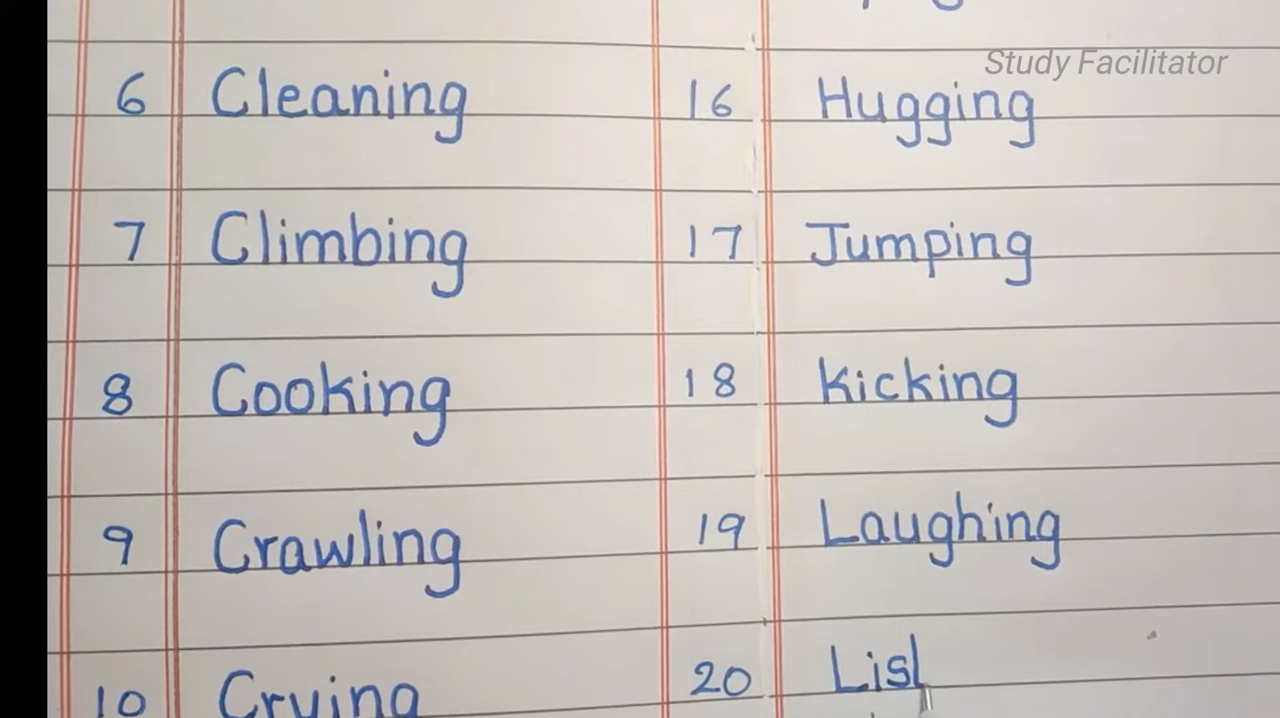 Study Facilitator
6 Cleaning 16 Hugging
7 Climbing 17 Jumping
8 Cooking 18 Kicking
9 Crawling 19 Laughing
10 Crying 20